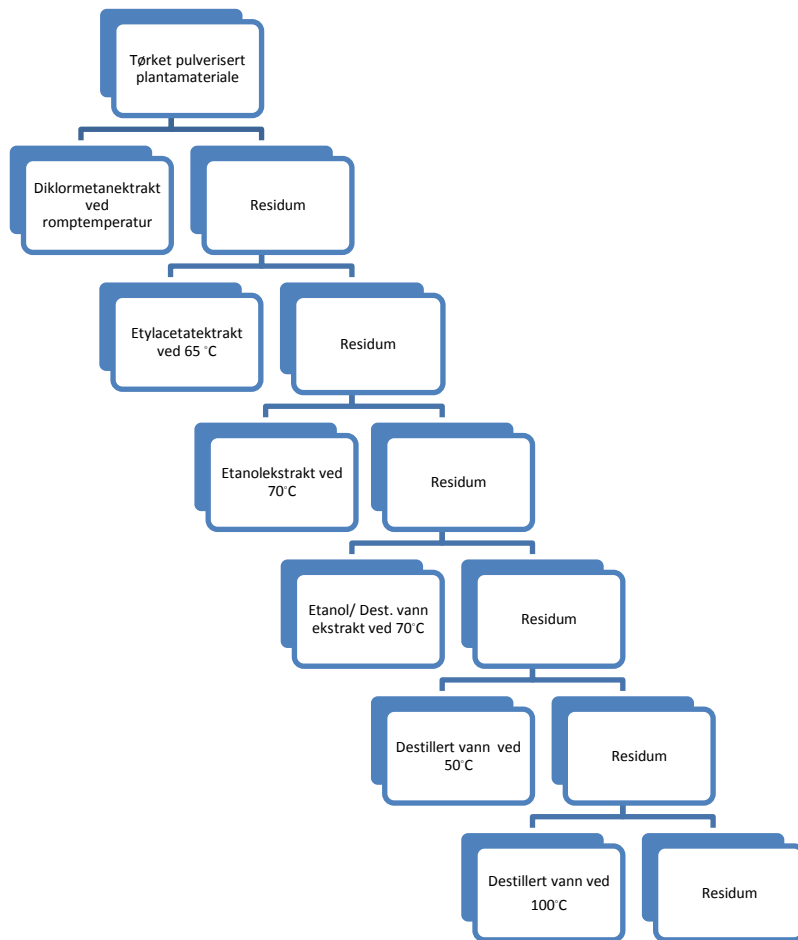 Tørket pulverisert
plantamateriale
Diklormetanektrakt
ved
romptemperatur
Residum
Etylacetatektrakt
ved 65 °C
Residum
Etanolekstrakt ved
70°C
Residum
Etanol/ Dest. vann
ekstrakt ved 70°C
Residum
Destillert vann ved
50°C
Residum
Destillert vann ved
100°C
Residum